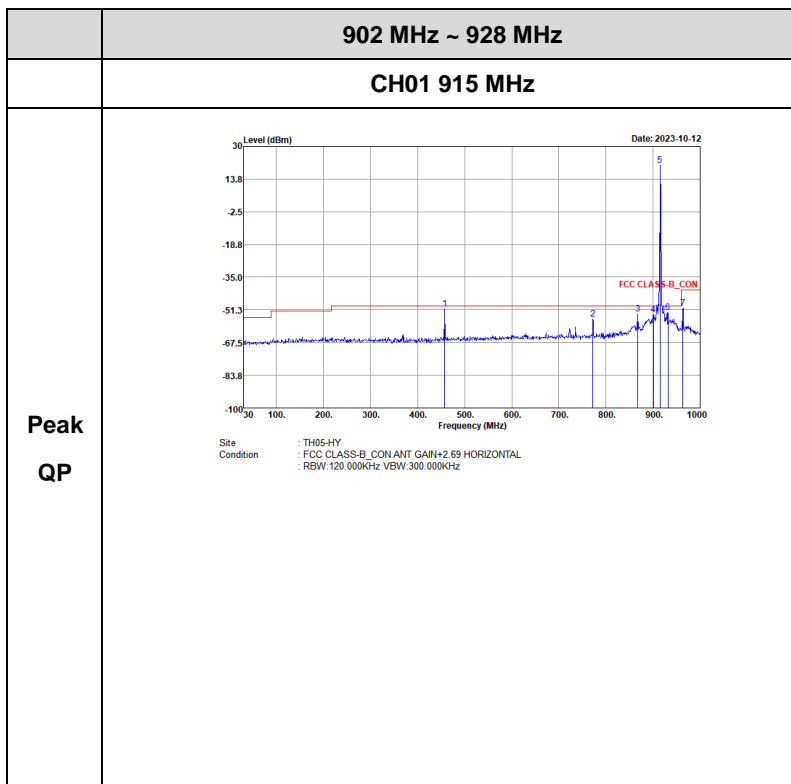 902 MHz ~ 928 MHz
CH01 915 MHz
Peak
QP
Level (dBm)
Date: 2023-10-12
30
13.8
-2.5
-18.8
-35.0
-51.3
-67.5
-83.8
-100
FCC CLASS-B_CON
1
2
3
4
5
6
7
30 100. 200. 300. 400. 500. 600. 700. 800. 900. 1000
Frequency (MHz)
Site : TH05-HY
Condition : FCC CLASS-B_CON ANT GAIN+2.69 HORIZONTAL
: RBW:120.000KHz VBW:300.000KHz